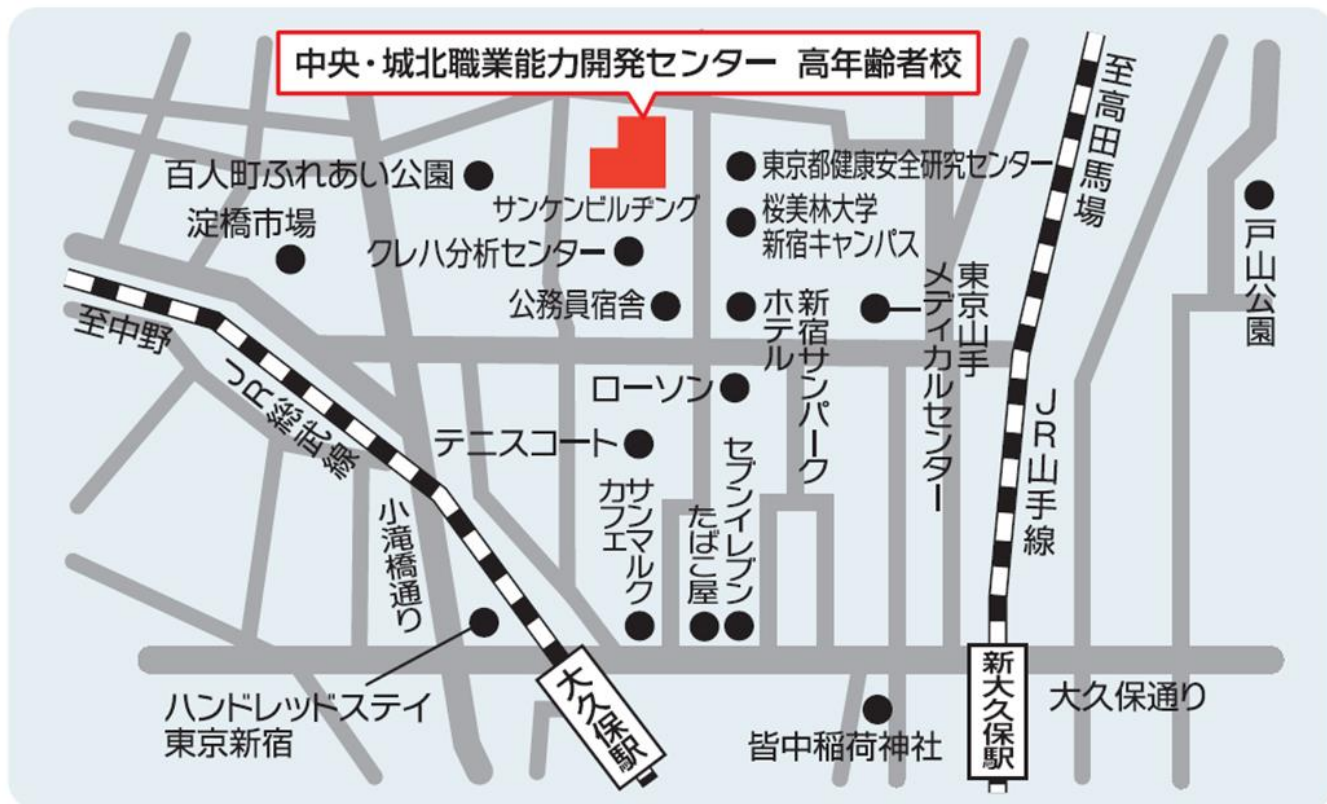 中央・城北職業能力開発センター 高年齢者校
至高田馬場
百人町ふれあい公園
淀橋市場
サンケンビルヂング
クレハ分析センター
公務員宿舎
東京都健康安全研究センター
桜美林大学
新宿キャンパス
新宿サンパーク
ホテル
東京山手
メディカルセンター
戸山公園
至中野
JR総武線
ローソン
テニスコート
サンマルク
カフェ
たばこ屋
セブンイレブン
JR山手線
小滝橋通り
ハンドレッドステイ
東京新宿
大久保駅
皆中稲荷神社
新大久保駅
大久保通り